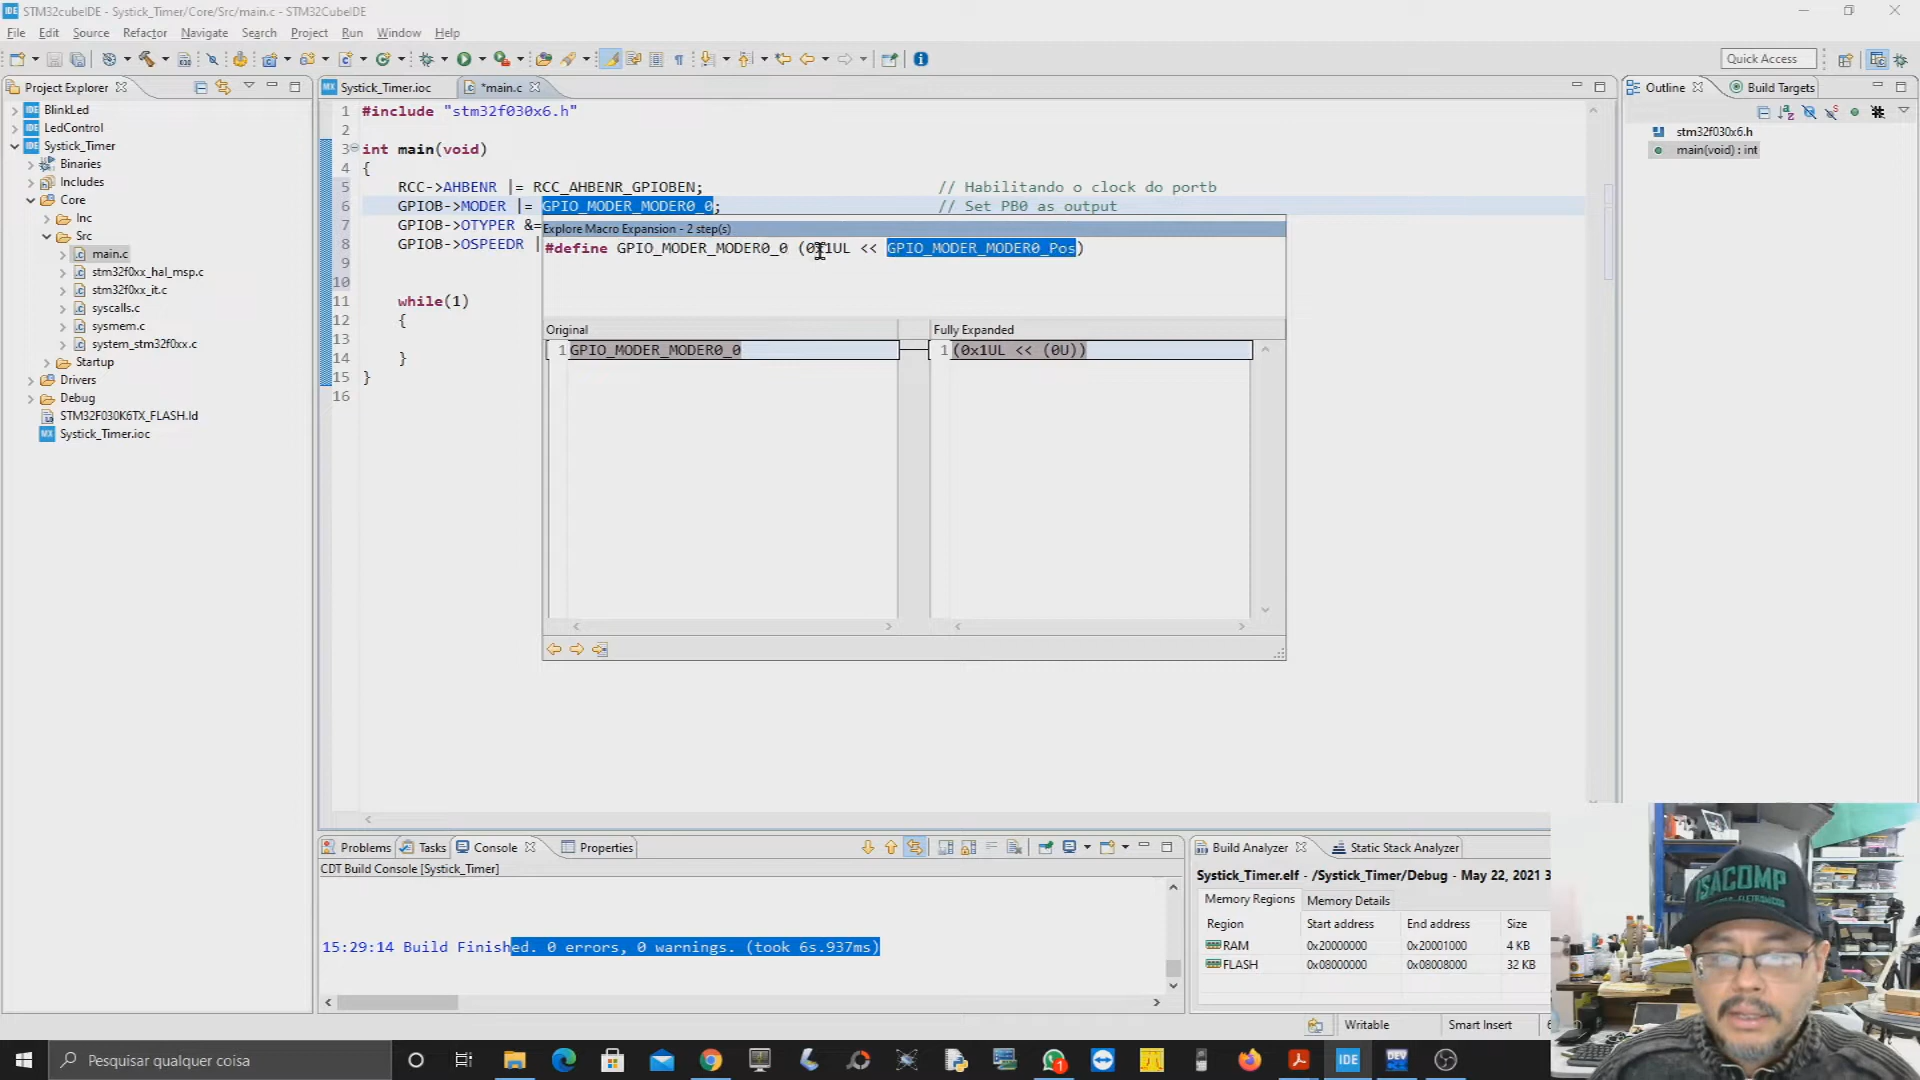 STM32CubeIDE - Systick_Timer/Core/Src/main.c - STM32CubeIDE
File Edit Source Refactor Navigate Search Project Run Window Help
Quick Access
Project Explorer
BlinkLed
LedControl
Systick_Timer
Binaries
Includes
Core
Inc
Src
main.c
stm32f0xx_hal_msp.c
stm32f0xx_it.c
syscalls.c
sysmem.c
system_stm32f0xx.c
Startup
Drivers
Debug
STM32F030K6TX_FLASH.ld
Systick_Timer.ioc
Systick_Timer.ioc *main.c
1 #include "stm32f030x6.h"
2
3 int main(void)
4 {
5 RCC->AHBENR |= RCC_AHBENR_GPIOBEN; // Habilitando o clock do portb
6 GPIOB->MODER |= GPIO_MODER_MODER0_0; // Set PB0 as output
7 GPIOB->OTYPER &=
8 GPIOB->OSPEEDR |
9
10
11 while(1)
12 {
13
14 }
15 }
16
Explore Macro Expansion - 2 step(s)
#define GPIO_MODER_MODER0_0 (0x1UL << GPIO_MODER_MODER0_Pos)
Original Fully Expanded
1 GPIO_MODER_MODER0_0
1 (0x1UL << (0U))
Outline Build Targets
stm32f030x6.h
main(void) : int
Problems Tasks Console Properties
CDT Build Console [Systick_Timer]
15:29:14 Build Finished. 0 errors, 0 warnings. (took 6s.937ms)
Build Analyzer Static Stack Analyzer
Systick_Timer.elf - /Systick_Timer/Debug - May 22, 2021 3
Memory Regions Memory Details
Region Start address End address Size
RAM 0x20000000 0x20001000 4 KB
FLASH 0x08000000 0x08008000 32 KB
Writable Smart Insert
ISACOMP
Pesquisar qualquer coisa
IDE
DEV